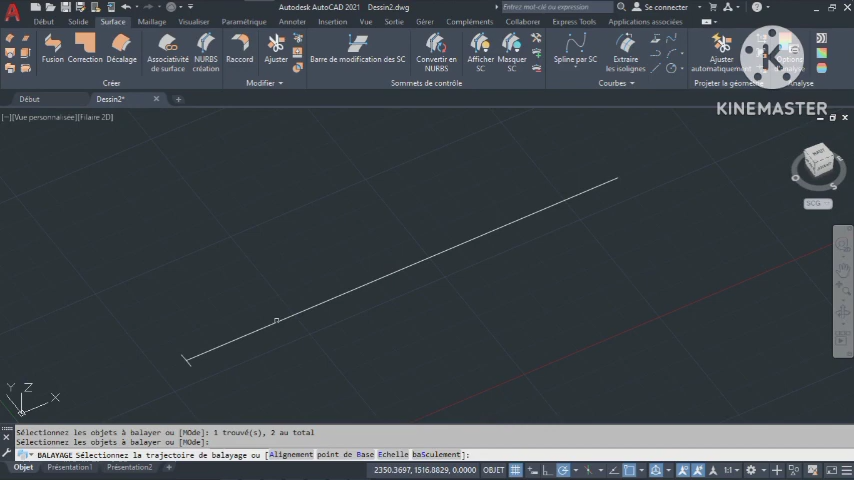 Autodesk AutoCAD 2021 Dessin2.dwg
Entrez mot-clé ou expression
Se connecter
Début Solide Surface Maillage Visualiser Paramétrique Annoter Insertion Vue Gérer Sortie Compléments Collaborer Express Tools Applications associées
Fusion Correction Décalage Associativité de surface NURBS création Raccord Ajuster Barre de modification des SC Convertir en NURBS Afficher SC Masquer SC Spline par SC Extraire les isolignes Ajuster automatiquement Options
Créer Modifier Sommets de contrôle Courbes Projeter la géométrie Analyse
KINEMASTER
Début Dessin2*
[−][Vue personnalisée][Filaire 2D]
S
SCG
Y Z X
Sélectionnez les objets à balayer ou [MOde]: 1 trouvé(s), 2 au total
Sélectionnez les objets à balayer ou [MOde]:
BALAYAGE Sélectionnez la trajectoire de balayage ou [Alignement point de Base Echelle baSculement]:
Objet Présentation1 Présentation2 +
2350.3697, 1516.8829, 0.0000 OBJET 1:1